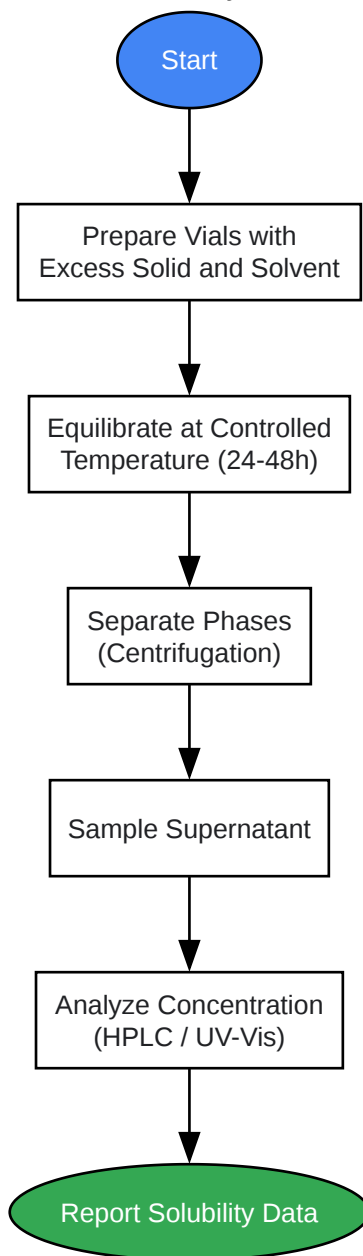 Start
Prepare Vials with
Excess Solid and Solvent
Equilibrate at Controlled
Temperature (24-48h)
Separate Phases
(Centrifugation)
Sample Supernatant
Analyze Concentration
(HPLC / UV-Vis)
Report Solubility Data